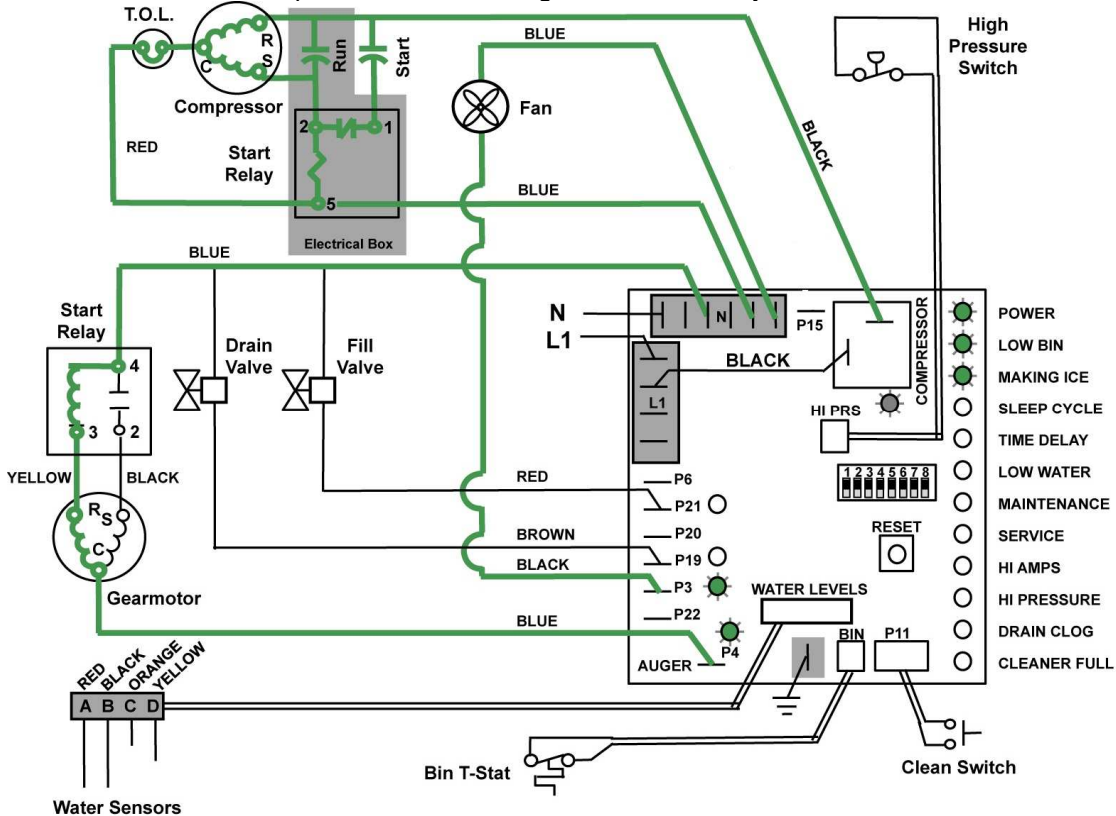 T.O.L.
R
S
C
Compressor
Run
Start
RED
2
1
Start
Relay
5
Electrical Box
BLUE
Fan
BLUE
BLACK
High
Pressure
Switch
BLUE
Start
Relay
4
3
2
YELLOW
BLACK
R
S
C
Gearmotor
Drain
Valve
Fill
Valve
N
L1
N
P15
BLACK
L1
COMPRESSOR
HI PRS
1 2 3 4 5 6 7 8
RESET
RED
P6
P21
BROWN
P20
P19
BLACK
P3
BLUE
P22
P4
AUGER
WATER LEVELS
BIN
P11
POWER
LOW BIN
MAKING ICE
SLEEP CYCLE
TIME DELAY
LOW WATER
MAINTENANCE
SERVICE
HI AMPS
HI PRESSURE
DRAIN CLOG
CLEANER FULL
RED
BLACK
ORANGE
YELLOW
A B C D
Water Sensors
Bin T-Stat
Clean Switch